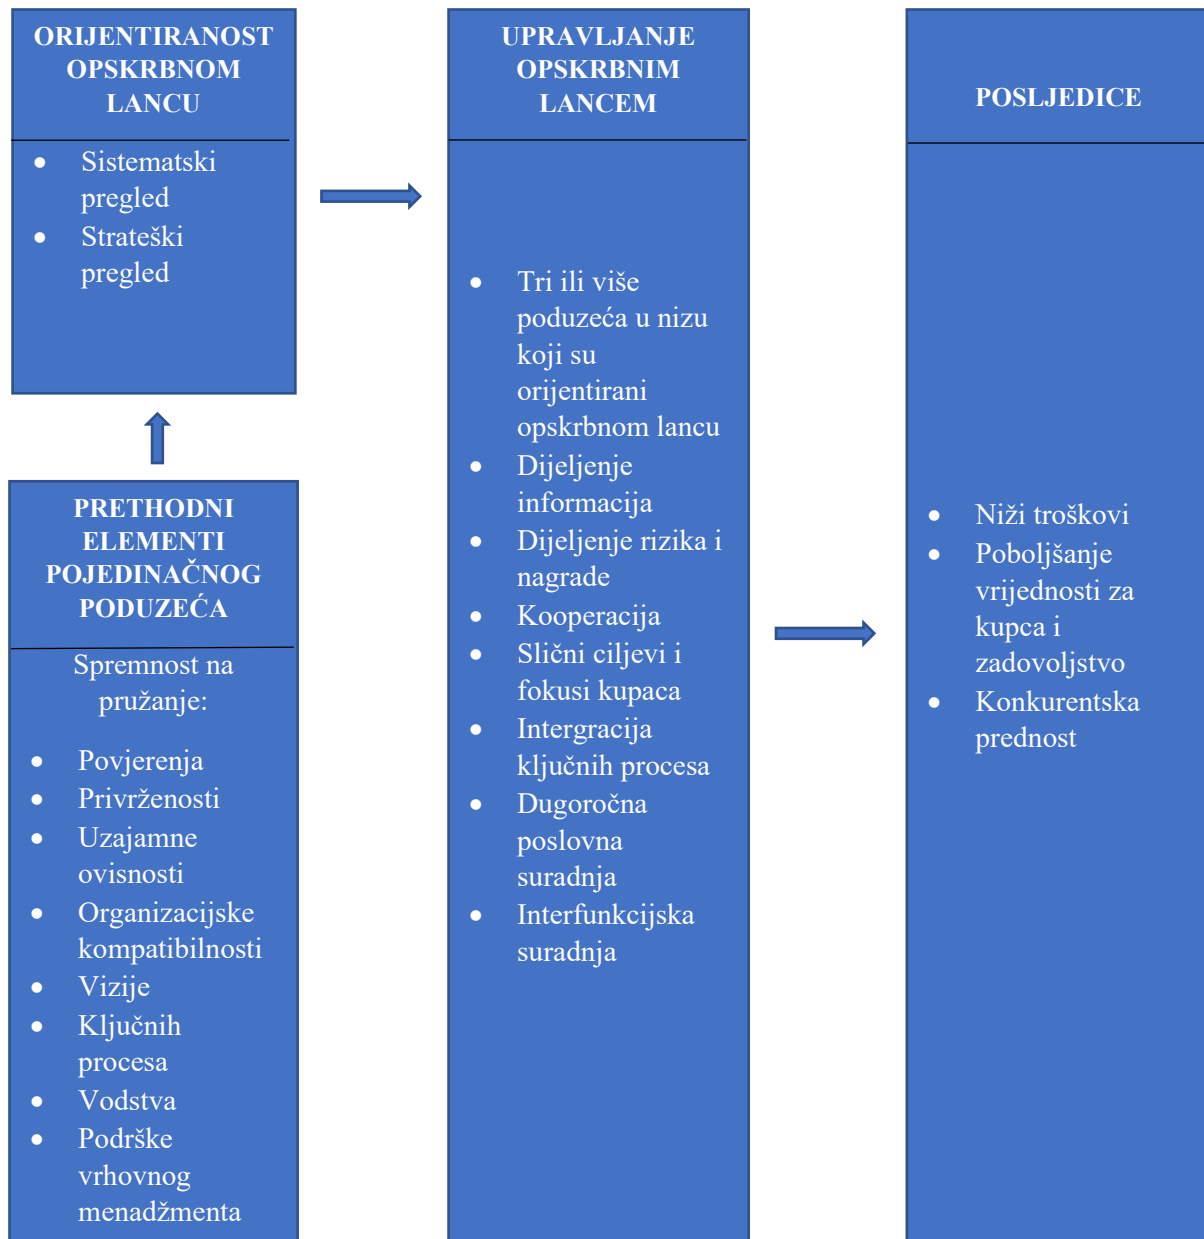 ORIJENTIRANOST
OPSKRBNOM
LANCU
• Sistematski
pregled
• Strateški
pregled
PRETHODNI
ELEMENTI
POJEDINAČNOG
PODUZEĆA
Spremnost na
pružanje:
• Povjerenja
• Privrženosti
• Uzajamne
ovisnosti
• Organizacijske
kompatibilnosti
• Vizije
• Ključnih
procesa
• Vodstva
• Podrške
vrhovnog
menadžmenta
UPRAVLJANJE
OPSKRBNIM
LANCEM
• Tri ili više
poduzeća u nizu
koji su
orijentirani
opskrbnom lancu
• Dijeljenje
informacija
• Dijeljenje rizika i
nagrade
• Kooperacija
• Slični ciljevi i
fokusi kupaca
• Intergracija
ključnih procesa
• Dugoročna
poslovna
suradnja
• Interfunkcijska
suradnja
POSLJEDICE
• Niži troškovi
• Poboljšanje
vrijednosti za
kupca i
zadovoljstvo
• Konkurentska
prednost